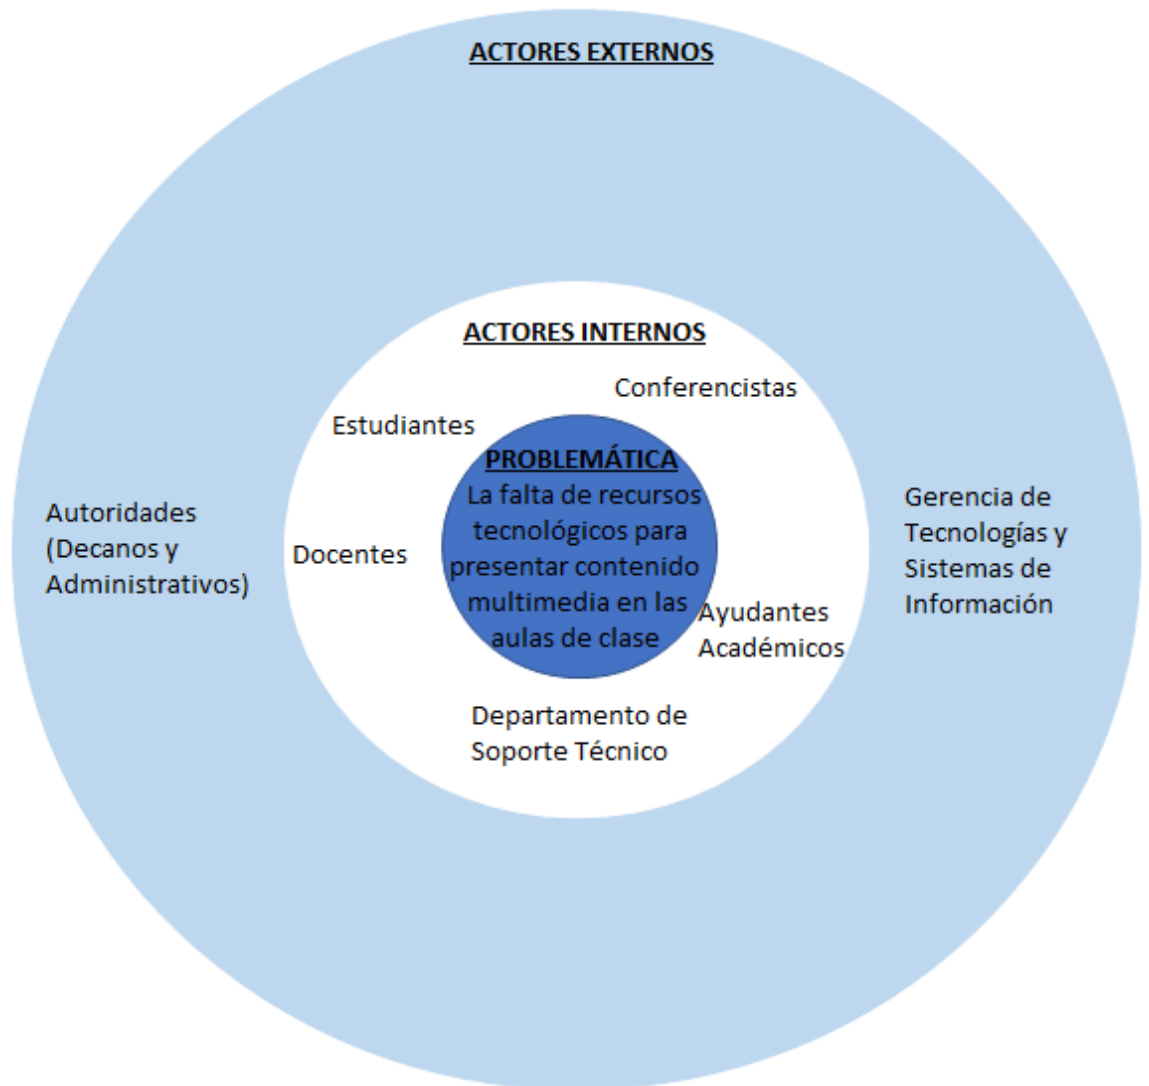 ACTORES EXTERNOS
ACTORES INTERNOS
Conferencistas
Estudiantes
PROBLEMÁTICA
La falta de recursos
tecnológicos para
presentar contenido
multimedia en las
aulas de clase
Autoridades
(Decanos y
Administrativos)
Docentes
Gerencia de
Tecnologías y
Sistemas de
Información
Ayudantes
Académicos
Departamento de
Soporte Técnico